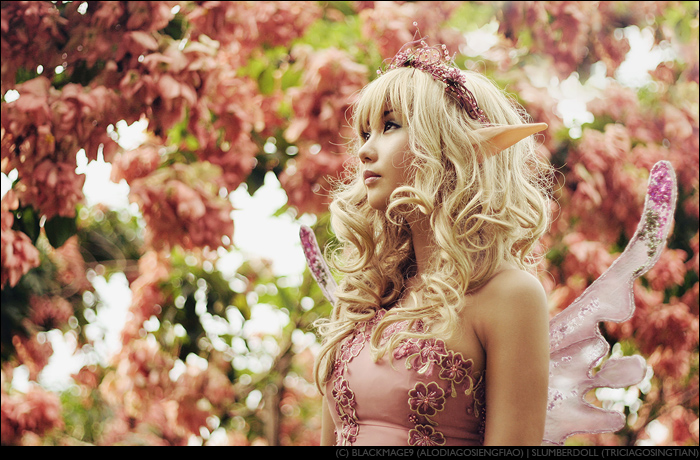 (C) BLACKMAGE9 (ALODIAGOSIENGFIAO) | SLUMBERDOLL (TRICIAGOSINGTIAN)